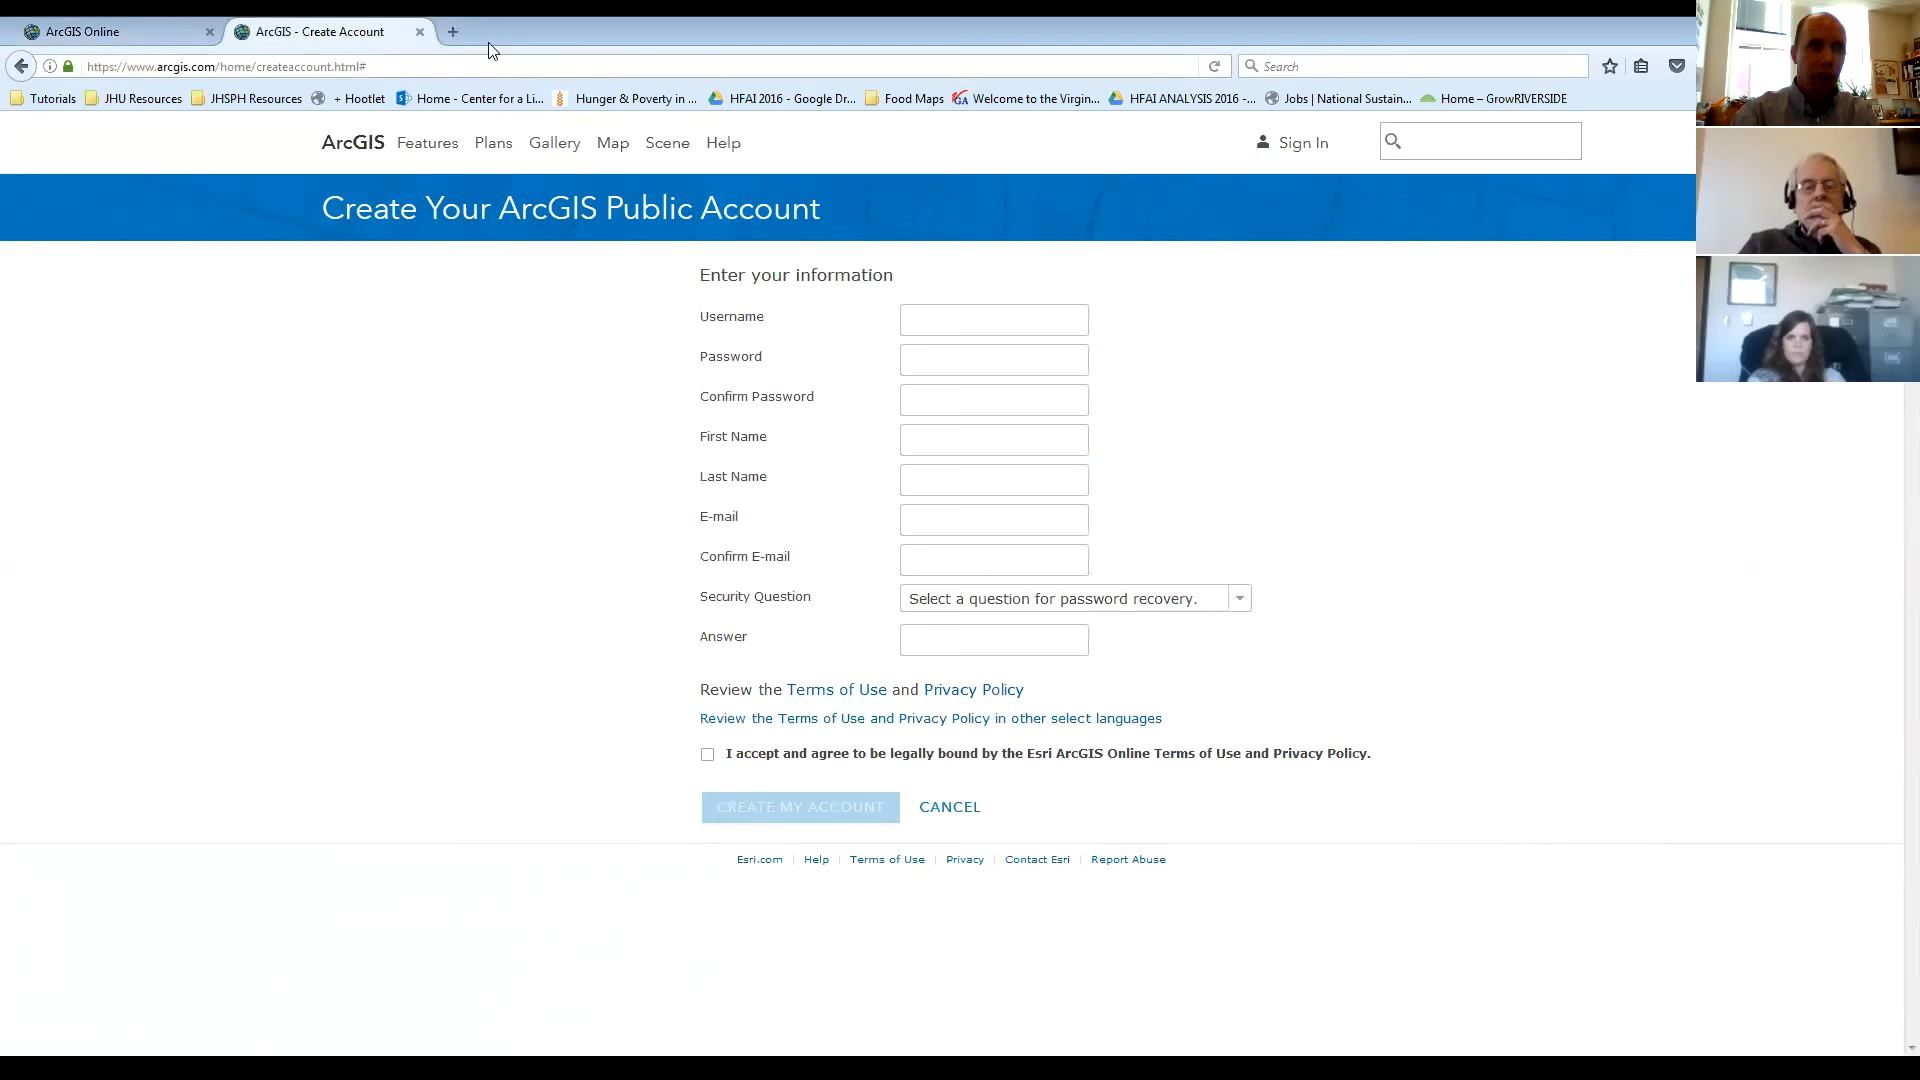 ArcGIS Online
ArcGIS - Create Account
https://www.arcgis.com/home/createaccount.html#
Search
Tutorials JHU Resources JHSPH Resources + Hootlet Home - Center for a Li... Hunger & Poverty in ... HFAI 2016 - Google Dr... Food Maps Welcome to the Virgin... HFAI ANALYSIS 2016 -... Jobs | National Sustain... Home – GrowRIVERSIDE
ArcGIS Features Plans Gallery Map Scene Help Sign In
Create Your ArcGIS Public Account
Enter your information
Username
Password
Confirm Password
First Name
Last Name
E-mail
Confirm E-mail
Security Question Select a question for password recovery.
Answer
Review the Terms of Use and Privacy Policy
Review the Terms of Use and Privacy Policy in other select languages
I accept and agree to be legally bound by the Esri ArcGIS Online Terms of Use and Privacy Policy.
CREATE MY ACCOUNT CANCEL
Esri.com | Help | Terms of Use | Privacy | Contact Esri | Report Abuse